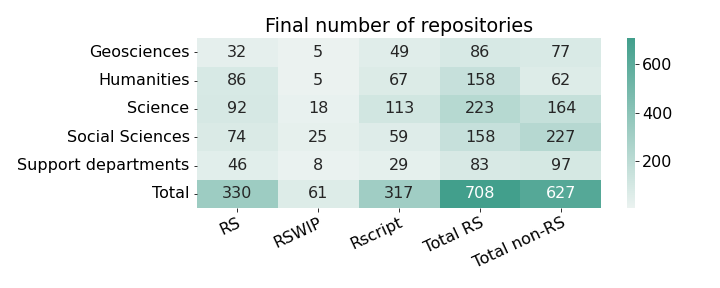 Final number of repositories
Geosciences 32 5 49 86 77
Humanities 86 5 67 158 62
Science 92 18 113 223 164
Social Sciences 74 25 59 158 227
Support departments 46 8 29 83 97
Total 330 61 317 708 627
RS RSWIP Rscript Total RS Total non-RS
600
400
200